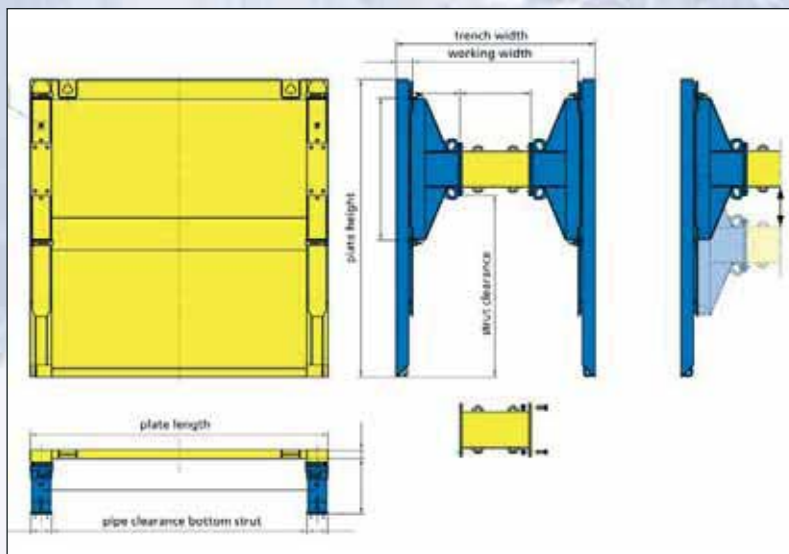 trench width
working width
plate height
strut clearance
plate length
pipe clearance bottom strut